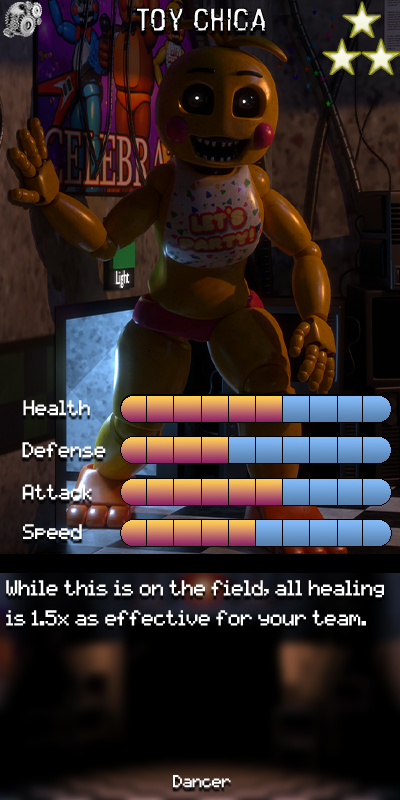 TOY CHICA
CELEBRA
LET'S
PARTY!
Light
Health
Defense
Attack
Speed
While this is on the field, all healing
is 1.5x as effective for your team.
Dancer